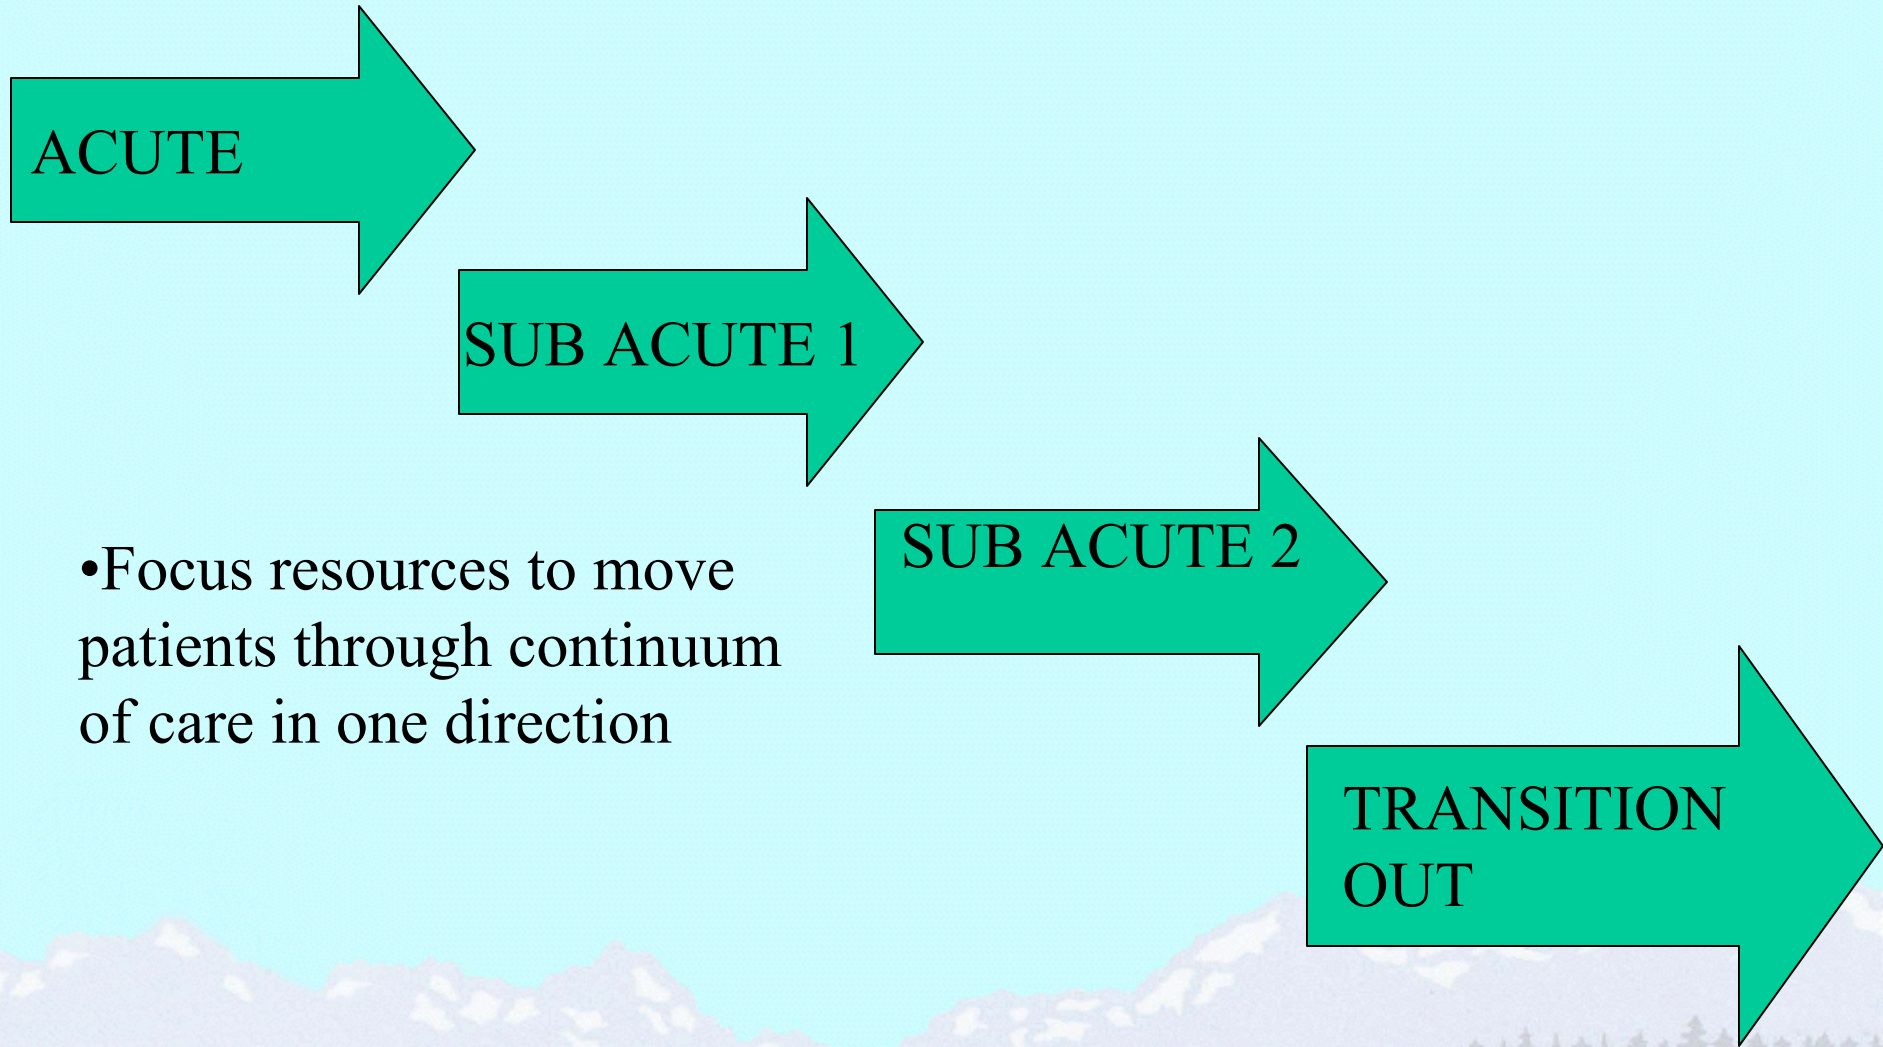 ACUTE
SUB ACUTE 1
SUB ACUTE 2
•Focus resources to move
patients through continuum
of care in one direction
TRANSITION
OUT